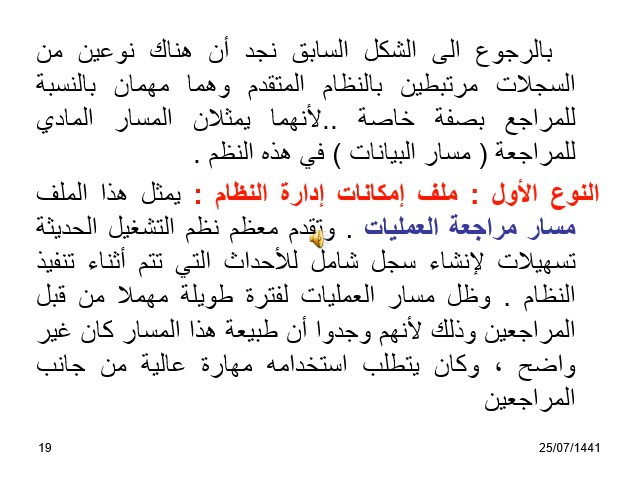 بالرجوع الى الشكل السابق نجد أن هناك نوعين من
السجلات مرتبطين بالنظام المتقدم وهما مهمان بالنسبة
للمراجع بصفة خاصة ..لأنهما يمثلان المسار المادي
للمراجعة ( مسار البيانات ) في هذه النظم .
النوع الأول : ملف إمكانات إدارة النظام : يمثل هذا الملف
مسار مراجعة العمليات . وتقدم معظم نظم التشغيل الحديثة
تسهيلات لإنشاء سجل شامل للأحداث التي تتم أثناء تنفيذ
النظام . وظل مسار العمليات لفترة طويلة مهملا من قبل
المراجعين وذلك لأنهم وجدوا أن طبيعة هذا المسار كان غير
واضح ، وكان يتطلب استخدامه مهارة عالية من جانب
المراجعين
19
25/07/1441